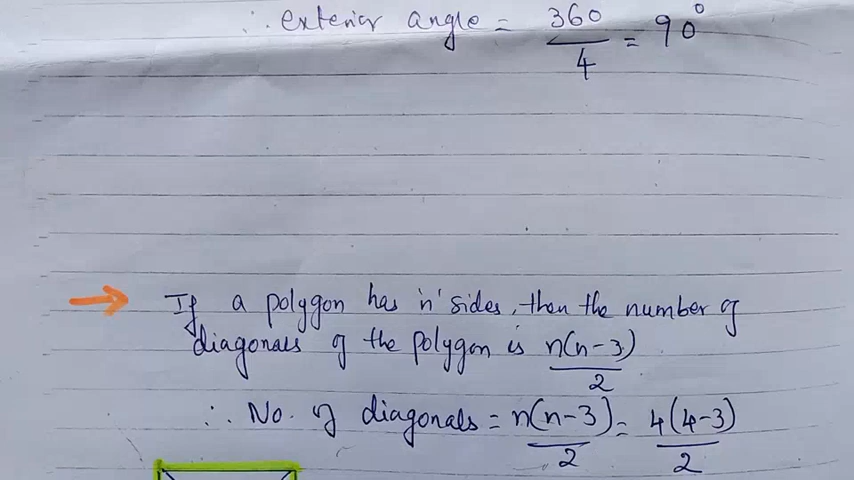 ∴ exterior angle = 360/4 = 90°
→ If a polygon has 'n' sides, then the number of
diagonals of the polygon is n(n-3)/2
∴ No. of diagonals = n(n-3)/2 = 4(4-3)/2